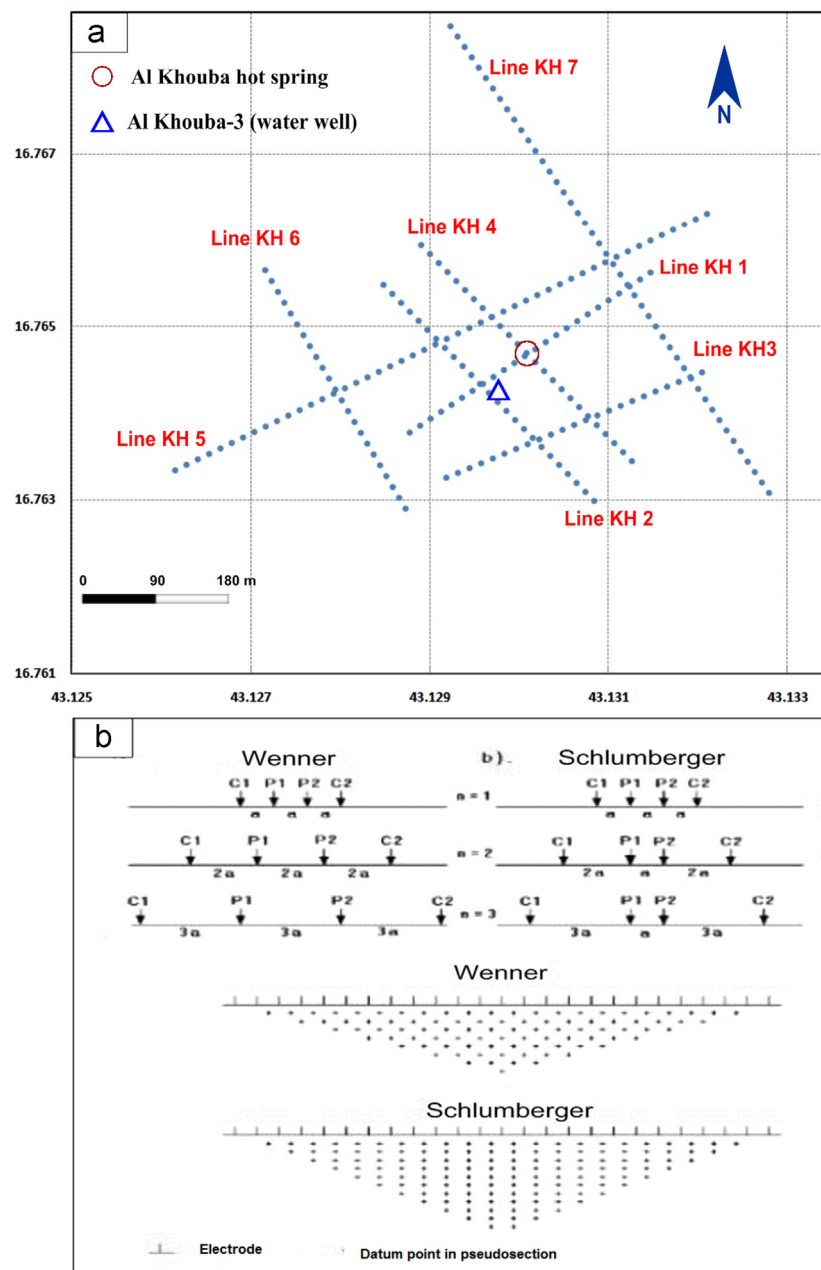 a
Al Khouba hot spring
Al Khouba-3 (water well)
Line KH 7
N
16.767
Line KH 6
Line KH 4
Line KH 1
16.765
Line KH3
Line KH 5
16.763
Line KH 2
0 90 180 m
16.761
43.125 43.127 43.129 43.131 43.133
b
Wenner b). Schlumberger
C1 P1 P2 C2 C1 P1 P2 C2
n = 1
a a a a a a
C1 P1 P2 C2 C1 P1 P2 C2
n = 2
2a 2a 2a 2a a 2a
C1 P1 P2 C2 C1 P1 P2 C2
n = 3
3a 3a 3a 3a a 3a
Wenner
Schlumberger
Electrode Datum point in pseudosection